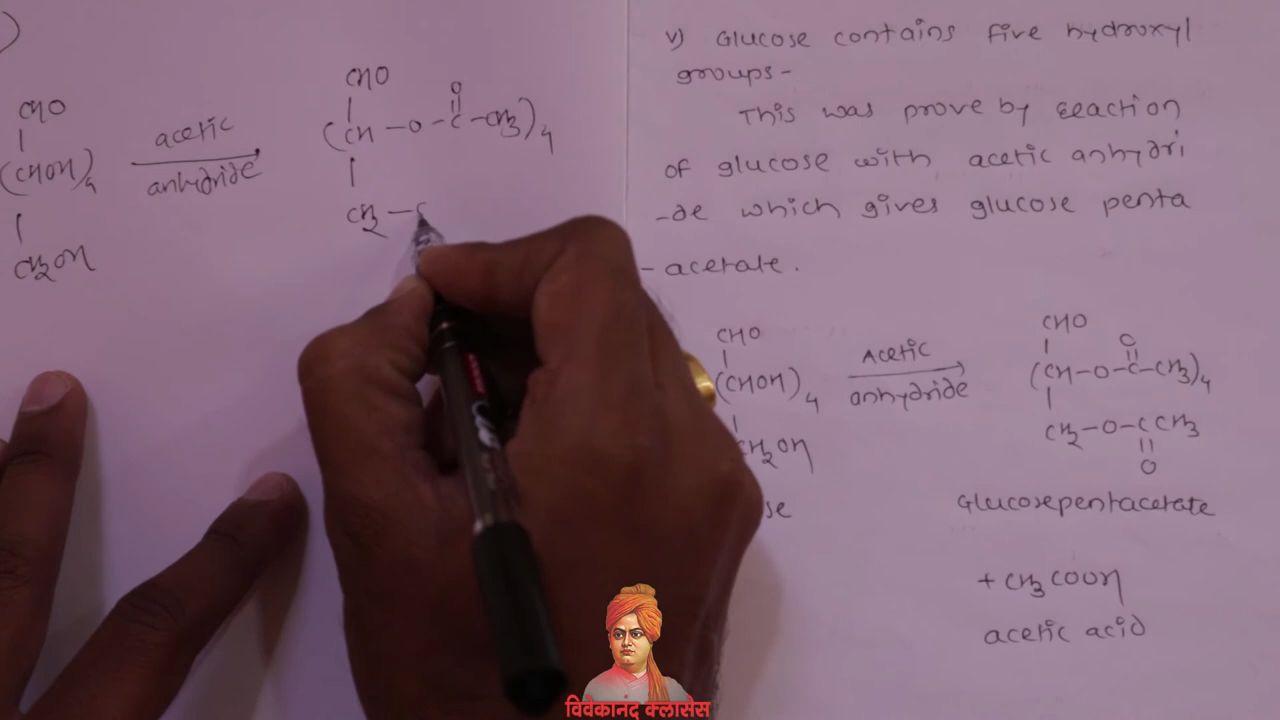 )
CHO
|
(CHOH)4
|
CH2OH
acetic
anhydride
CHO
|
(CH-O-C-CH3)4
O
||
|
CH2-
v) Glucose contains five hydroxyl
groups-
This was prove by reaction
of glucose with acetic anhydri
-de which gives glucose penta
- acetate.
CHO
|
(CHOH)4
|
CH2OH
se
Acetic
anhydride
CHO
|
O
||
(CH-O-C-CH3)4
|
CH2-O-C CH3
||
O
Glucosepentacetate
+ CH3COOH
acetic acid
विवेकानंद क्लासेस